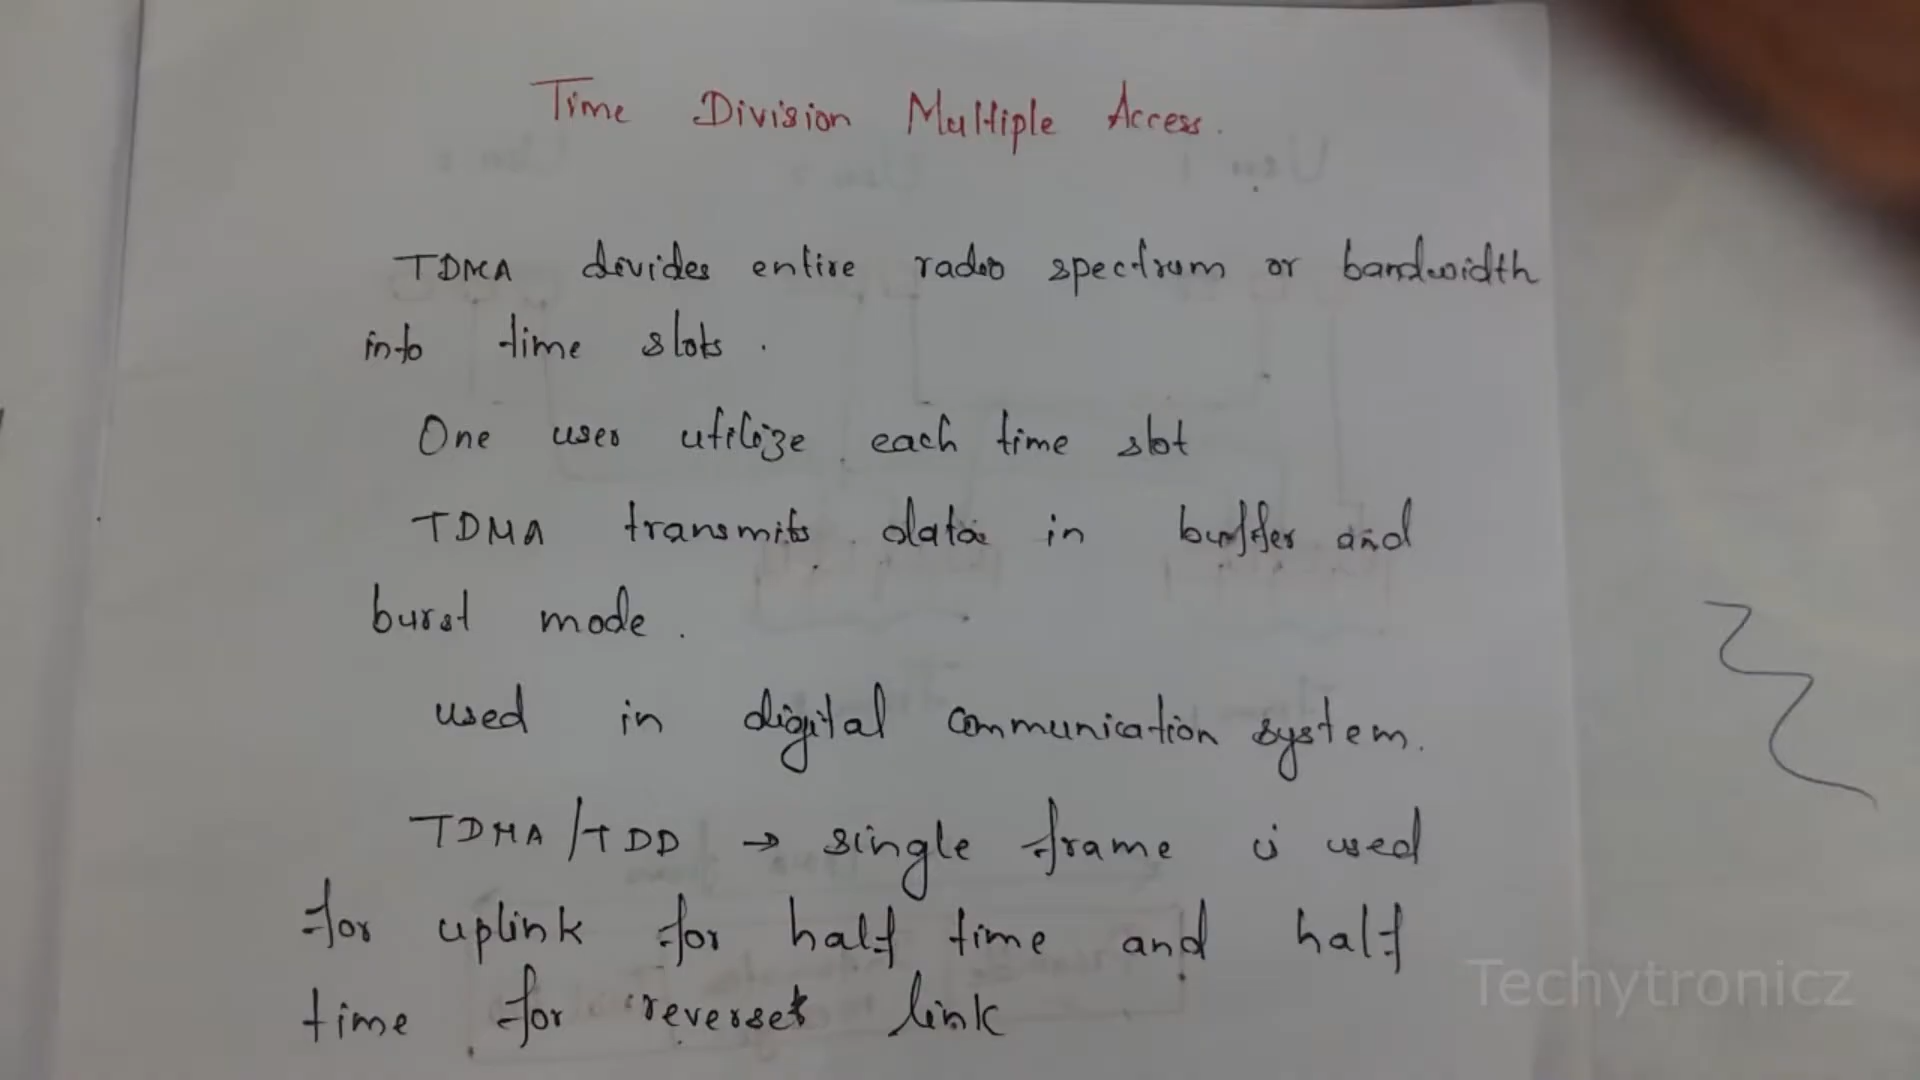 Time Division Multiple Access.
TDMA divides entire radio spectrum or bandwidth
into time slots.
One user utilize each time slot
TDMA transmits data in buffer and
burst mode.
used in digital communication system.
TDMA/TDD → single frame is used
for uplink for half time and half
time for reverse link
Techytronicz